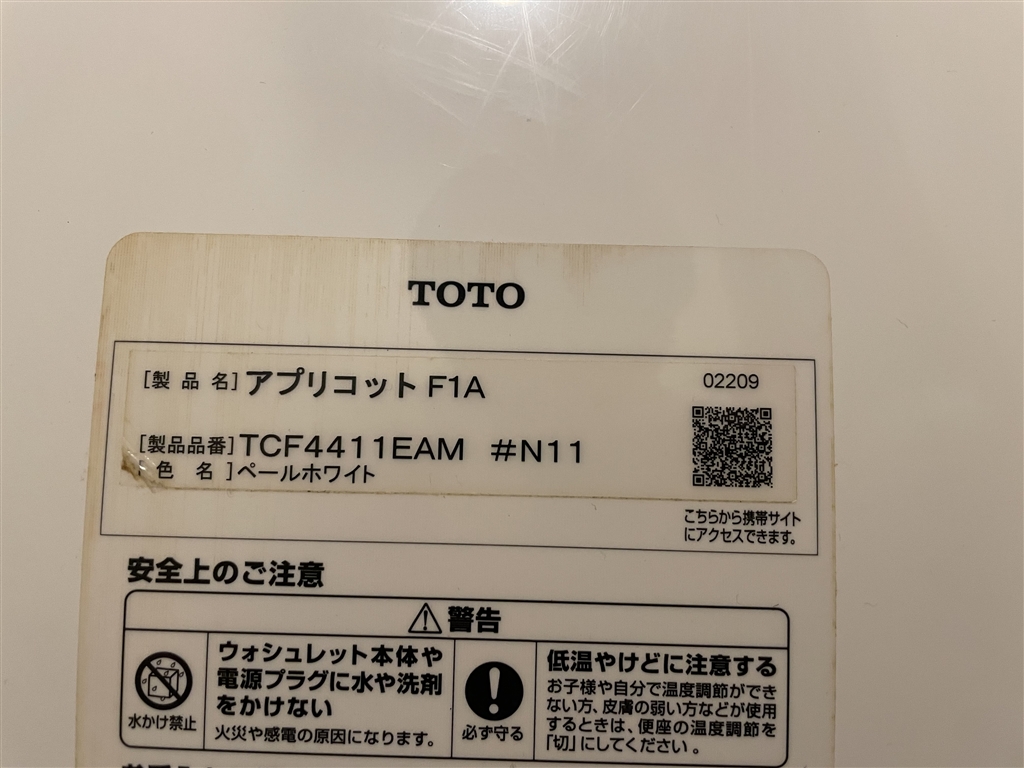 TOTO
[製品名]アプリコット F1A
02209
[製品品番]TCF4411EAM #N11
色名]ペールホワイト
こちらから携帯サイト
にアクセスできます。
安全上のご注意
警告
水かけ禁止
ウォシュレット本体や
電源プラグに水や洗剤
をかけない
火災や感電の原因になります。
必ず守る
低温やけどに注意する
お子様や自分で温度調節ができ
ない方、皮膚の弱い方などが使用
するときは、便座の温度調節を
「切」にしてください。